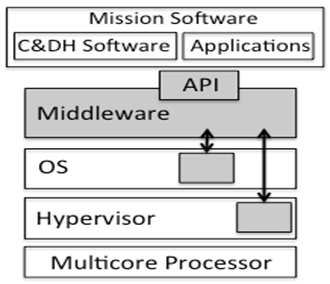 Mission Software
C&DH Software
Applications
API
Middleware
OS
Hypervisor
Multicore Processor